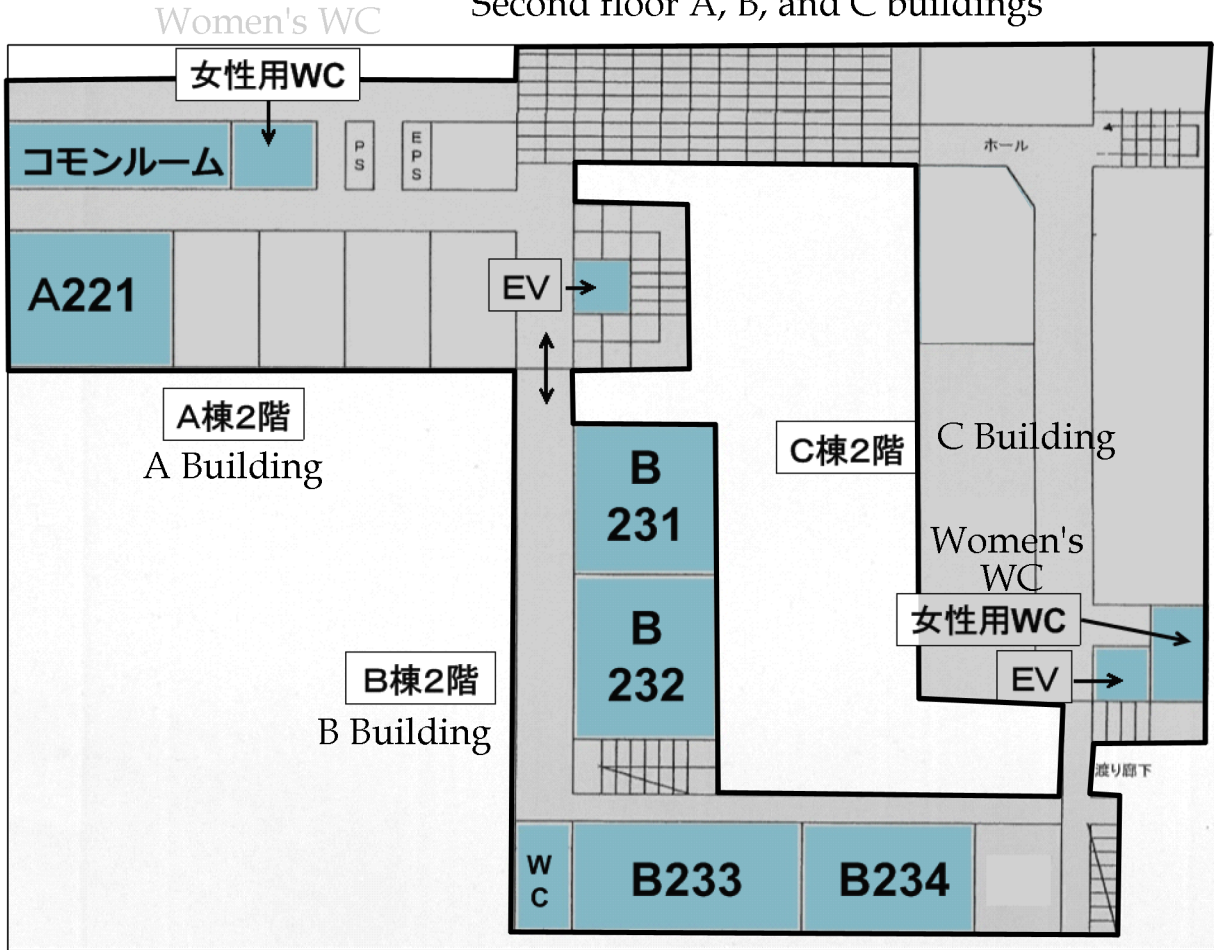 Second floor A, B, and C buildings
Women's WC
女性用WC
コモンルーム
PS
EPS
ホール
A221
EV
A棟2階
A Building
B
231
C棟2階
C Building
Women's
WC
女性用WC
B
232
EV
B棟2階
B Building
渡り廊下
WC
B233
B234